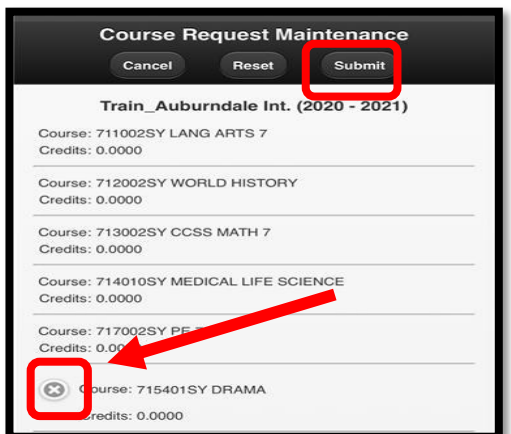 Course Request Maintenance
Cancel Reset Submit
Train_Auburndale Int. (2020 - 2021)
Course: 711002SY LANG ARTS 7
Credits: 0.0000
Course: 712002SY WORLD HISTORY
Credits: 0.0000
Course: 713002SY CCSS MATH 7
Credits: 0.0000
Course: 714010SY MEDICAL LIFE SCIENCE
Credits: 0.0000
Course: 717002SY PE
Credits:
Course: 715401SY DRAMA
Credits: 0.0000